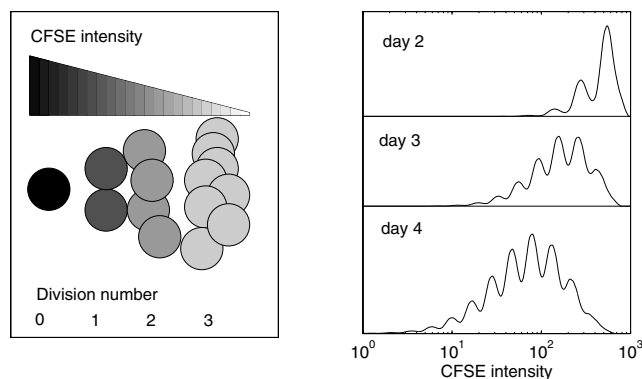 CFSE intensity
Division number
0 1 2 3
day 2
day 3
day 4
10⁰ 10¹ 10² 10³
CFSE intensity